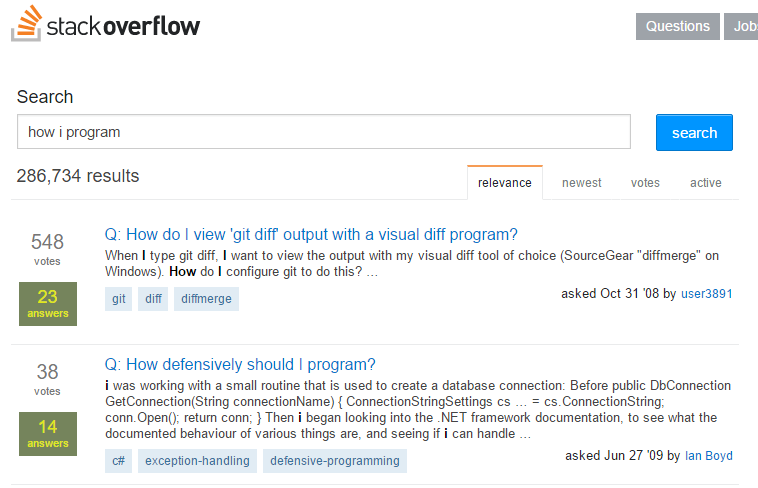 stackoverflow
Questions
Jobs
Search
how i program
search
286,734 results
relevance
newest
votes
active
548
votes
23
answers
Q: How do I view 'git diff' output with a visual diff program?
When I type git diff, I want to view the output with my visual diff tool of choice (SourceGear "diffmerge" on
Windows). How do I configure git to do this? ...
git
diff
diffmerge
asked Oct 31 '08 by user3891
38
votes
14
answers
Q: How defensively should I program?
i was working with a small routine that is used to create a database connection: Before public DbConnection
GetConnection(String connectionName) { ConnectionStringSettings cs ... = cs.ConnectionString;
conn.Open(); return conn; } Then i began looking into the .NET framework documentation, to see what the
documented behaviour of various things are, and seeing if i can handle ...
c#
exception-handling
defensive-programming
asked Jun 27 '09 by Ian Boyd